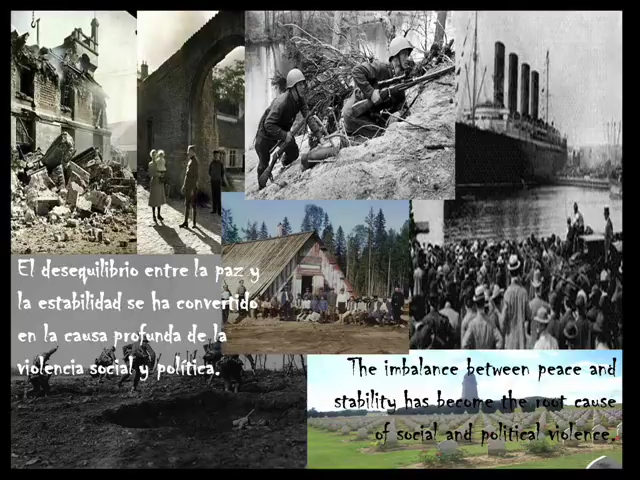 El desequilibrio entre la paz y
la estabilidad se ha convertido
en la causa profunda de la
violencia social y política.
The imbalance between peace and
stability has become the root cause
of social and political violence.